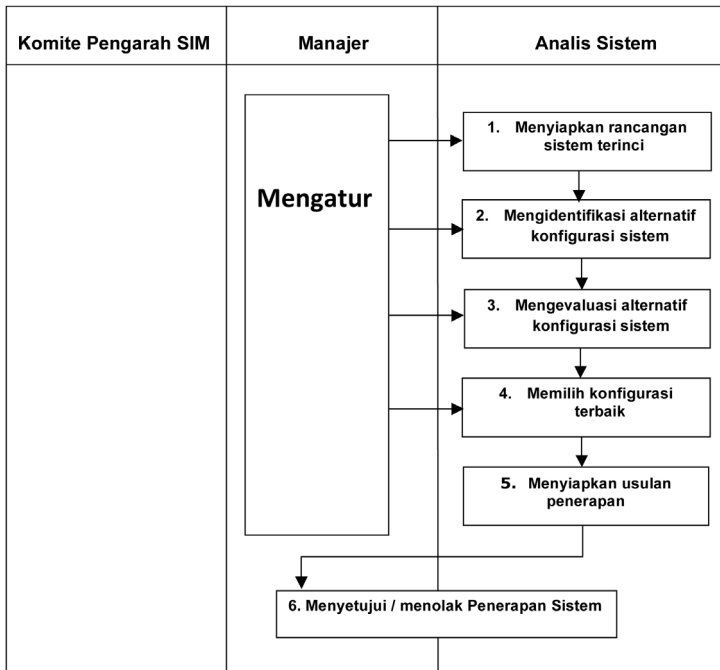 Komite Pengarah SIM
Manajer
Analis Sistem
Mengatur
1. Menyiapkan rancangan
sistem terinci
2. Mengidentifikasi alternatif
konfigurasi sistem
3. Mengevaluasi alternatif
konfigurasi sistem
4. Memilih konfigurasi
terbaik
5. Menyiapkan usulan
penerapan
6. Menyetujui / menolak Penerapan Sistem